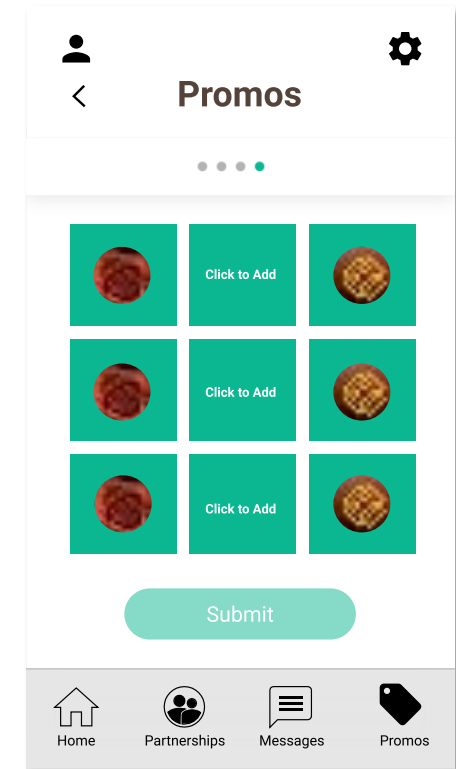 Promos
Click to Add
Click to Add
Click to Add
Submit
Home
Partnerships
Messages
Promos